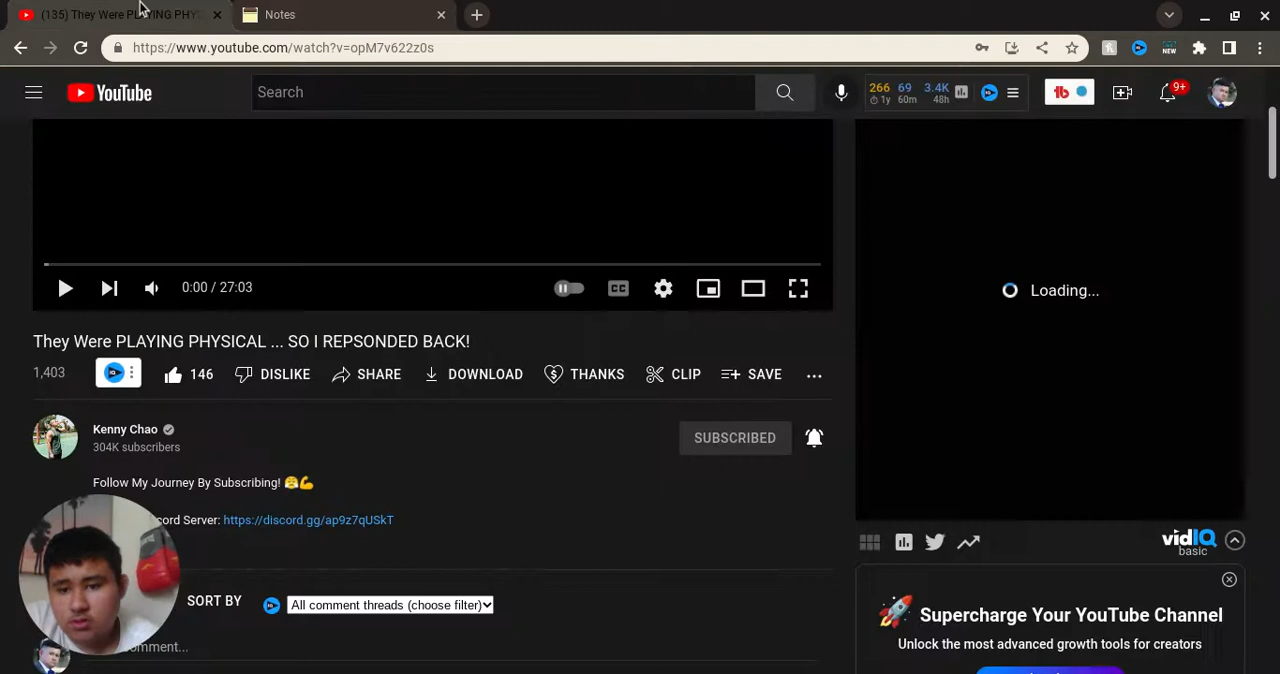 (135) They Were PLAYING PHY
Notes
https://www.youtube.com/watch?v=opM7v622z0s
NEW
YouTube
Search
266 69 3.4K
1y 60m 48h
9+
0:00 / 27:03
CC
Loading...
They Were PLAYING PHYSICAL ... SO I REPSONDED BACK!
1,403
146
DISLIKE
SHARE
DOWNLOAD
THANKS
CLIP
SAVE
Kenny Chao
304K subscribers
SUBSCRIBED
Follow My Journey By Subscribing! 😤💪
cord Server: https://discord.gg/ap9z7qUSkT
vidIQ
basic
SORT BY
All comment threads (choose filter)
omment...
🚀 Supercharge Your YouTube Channel
Unlock the most advanced growth tools for creators